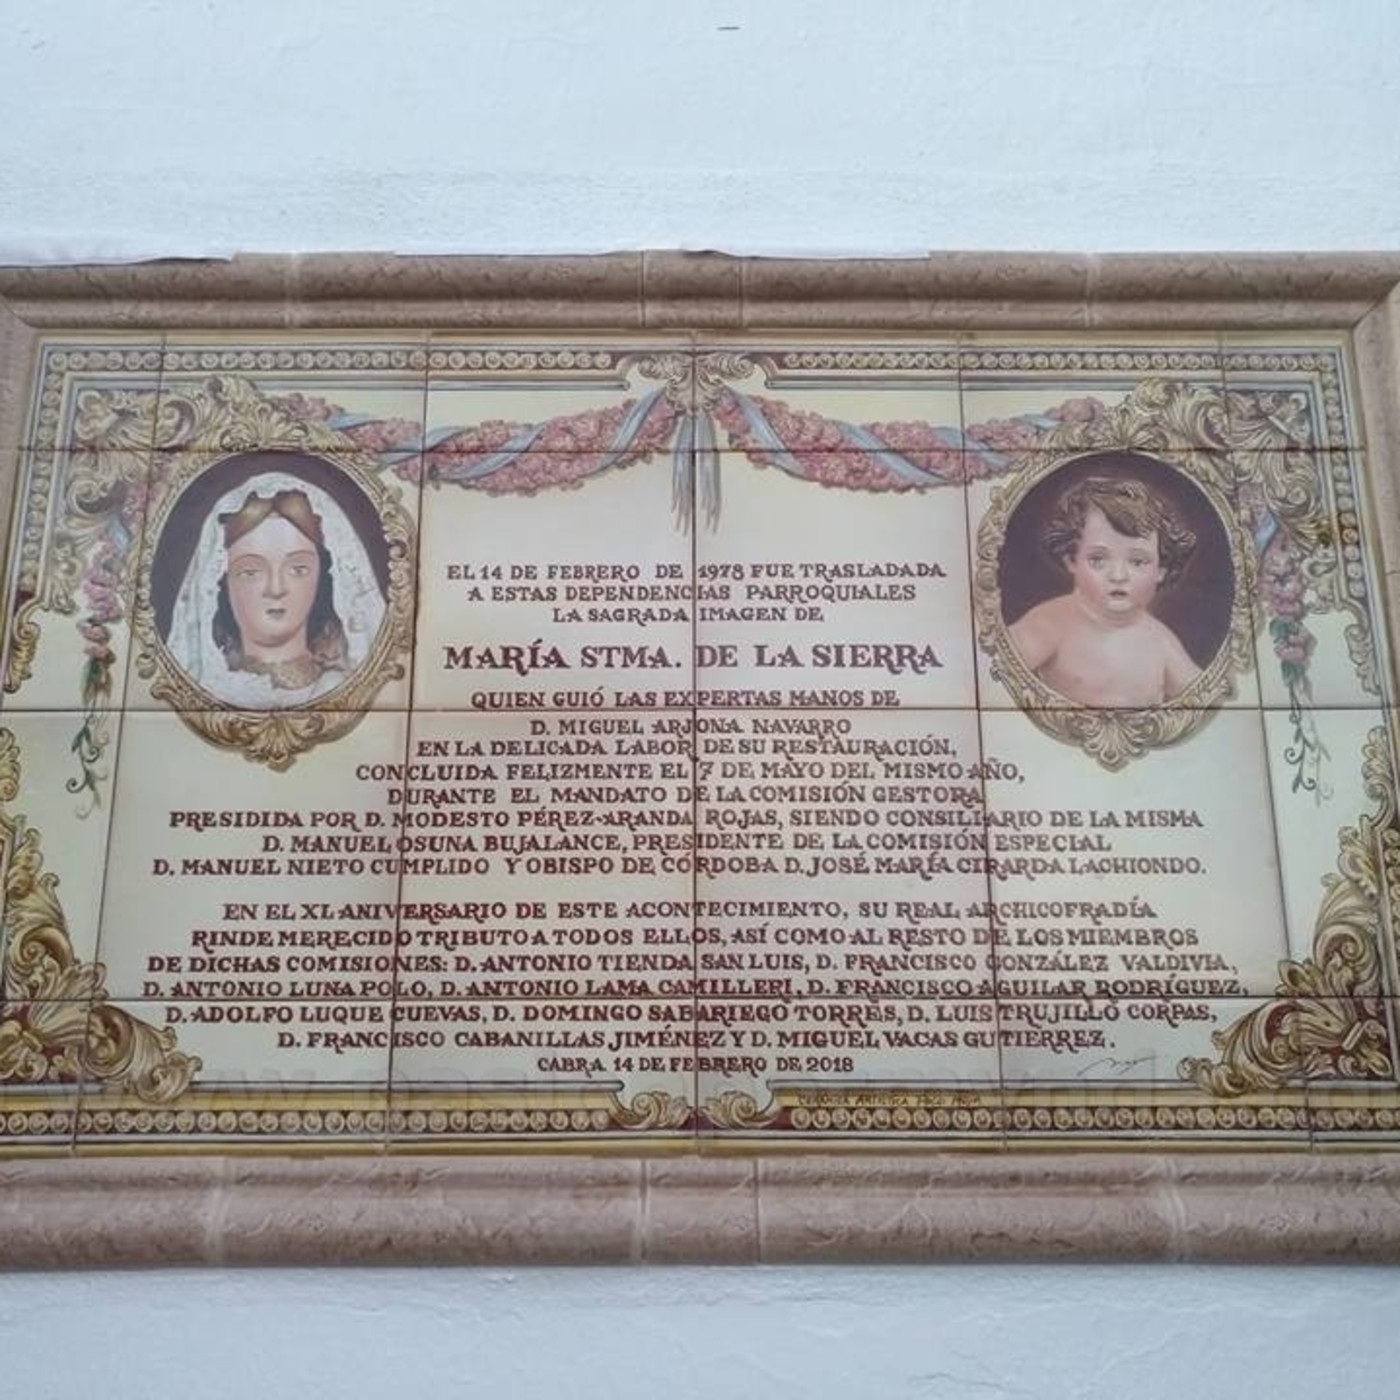 EL 14 DE FEBRERO DE 1978 FUE TRASLADADA
A ESTAS DEPENDENCIAS PARROQUIALES
LA SAGRADA IMAGEN DE
MARÍA STMA. DE LA SIERRA
QUIEN GUIÓ LAS EXPERTAS MANOS DE
D. MIGUEL ARJONA NAVARRO
EN LA DELICADA LABOR DE SU RESTAURACIÓN,
CONCLUIDA FELIZMENTE EL 7 DE MAYO DEL MISMO AÑO,
DURANTE EL MANDATO DE LA COMISIÓN GESTORA
PRESIDIDA POR D. MODESTO PÉREZ-ARANDA ROJAS, SIENDO CONSILIARIO DE LA MISMA
D. MANUEL OSUNA BUJALANCE, PRESIDENTE DE LA COMISIÓN ESPECIAL
D. MANUEL NIETO CUMPLIDO Y OBISPO DE CÓRDOBA D. JOSÉ MARÍA CIRARDA LACHIONDO.
EN EL XL ANIVERSARIO DE ESTE ACONTECIMIENTO, SU REAL ARCHICOFRADÍA
RINDE MERECIDO TRIBUTO A TODOS ELLOS, ASÍ COMO AL RESTO DE LOS MIEMBROS
DE DICHAS COMISIONES: D. ANTONIO TIENDA SAN LUIS, D. FRANCISCO GONZÁLEZ VALDIVIA,
D. ANTONIO LUNA POLO, D. ANTONIO LAMA CAMILLERI, D. FRANCISCO AGUILAR RODRÍGUEZ,
D. ADOLFO LUQUE CUEVAS, D. DOMINGO SABARIEGO TORRES, D. LUIS TRUJILLO CORPAS,
D. FRANCISCO CABANILLAS JIMÉNEZ Y D. MIGUEL VACAS GUTIERREZ.
CABRA 14 DE FEBRERO DE 2018
CERÁMICA ARTÍSTICA